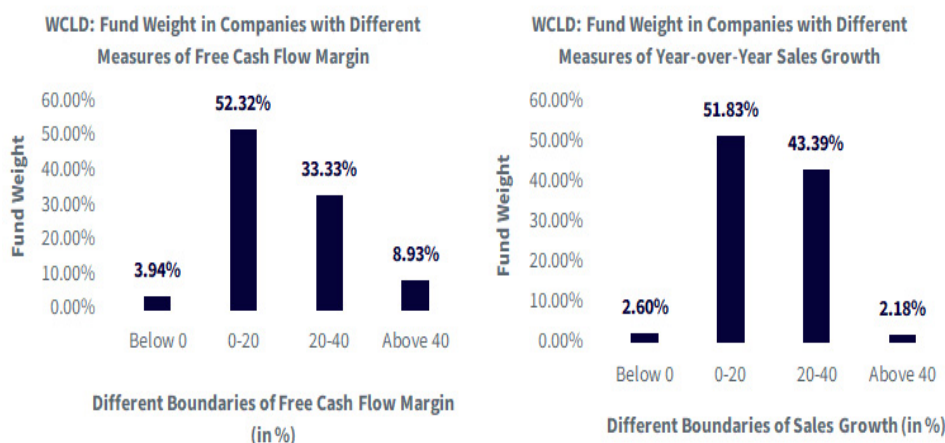 WCLD: Fund Weight in Companies with Different
Measures of Free Cash Flow Margin
60.00%
50.00%
40.00%
30.00%
20.00%
10.00%
0.00%
Fund Weight
3.94%
52.32%
33.33%
8.93%
Below 0
0-20
20-40
Above 40
Different Boundaries of Free Cash Flow Margin
(in %)
WCLD: Fund Weight in Companies with Different
Measures of Year-over-Year Sales Growth
60.00%
50.00%
40.00%
30.00%
20.00%
10.00%
0.00%
Fund Weight
2.60%
51.83%
43.39%
2.18%
Below 0
0-20
20-40
Above 40
Different Boundaries of Sales Growth (in %)